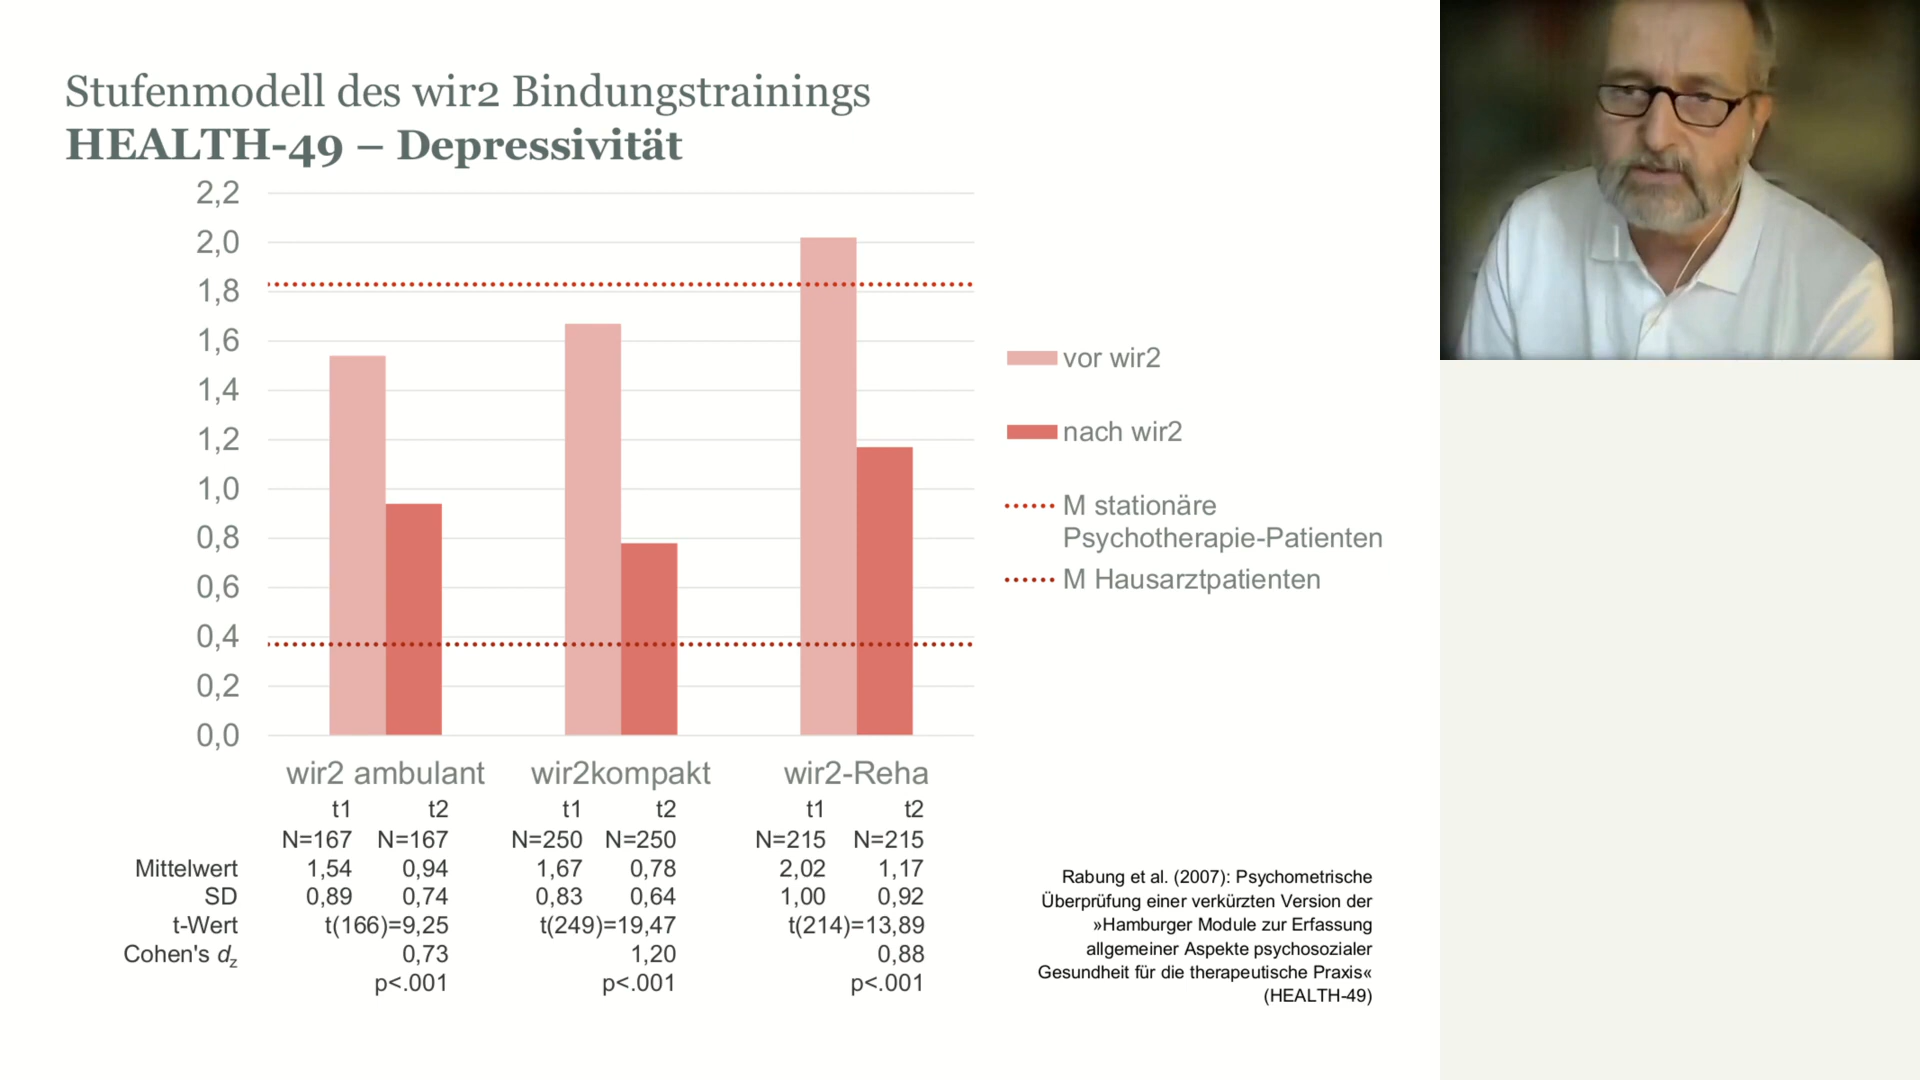 Stufenmodell des wir2 Bindungstrainings
HEALTH-49 – Depressivität
2,2
2,0
1,8
1,6
1,4
1,2
1,0
0,8
0,6
0,4
0,2
0,0
vor wir2
nach wir2
M stationäre
Psychotherapie-Patienten
M Hausarztpatienten
wir2 ambulant wir2kompakt wir2-Reha
t1 t2 t1 t2 t1 t2
N=167 N=167 N=250 N=250 N=215 N=215
Mittelwert 1,54 0,94 1,67 0,78 2,02 1,17
SD 0,89 0,74 0,83 0,64 1,00 0,92
t-Wert t(166)=9,25 t(249)=19,47 t(214)=13,89
Cohen's dz 0,73 1,20 0,88
p<.001 p<.001 p<.001
Rabung et al. (2007): Psychometrische
Überprüfung einer verkürzten Version der
»Hamburger Module zur Erfassung
allgemeiner Aspekte psychosozialer
Gesundheit für die therapeutische Praxis«
(HEALTH-49)